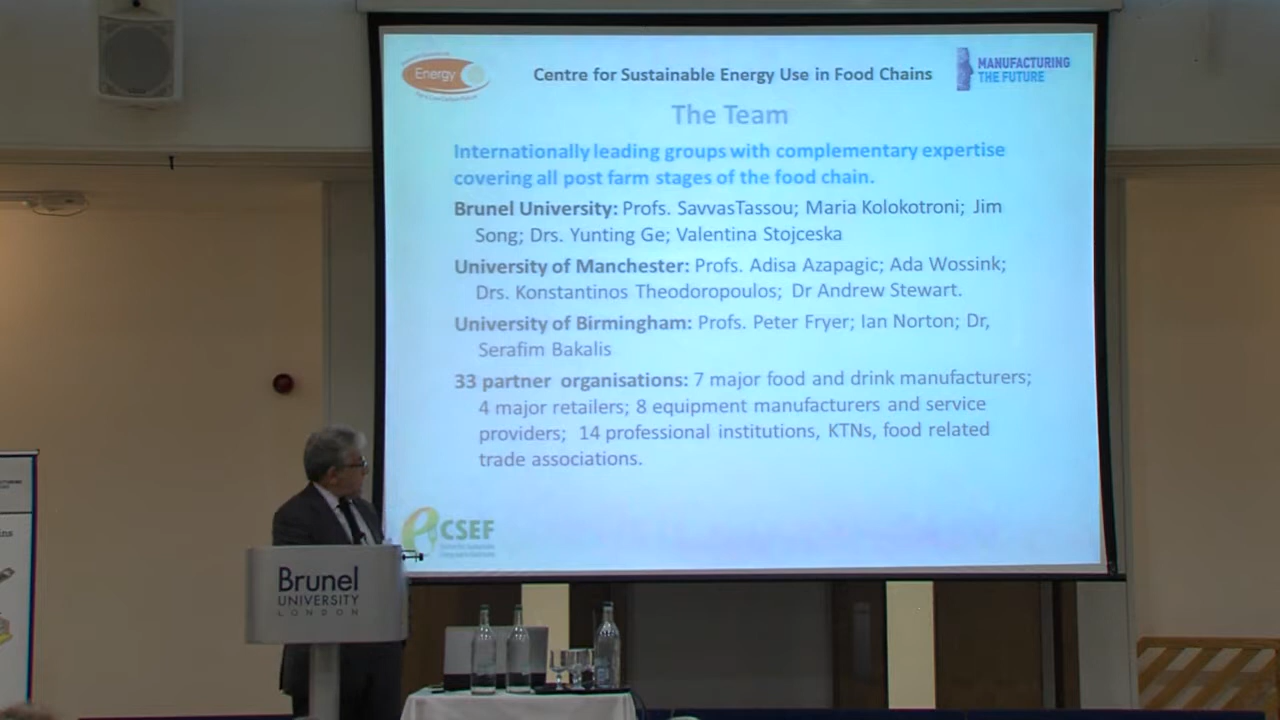 Energy
Centre for Sustainable Energy Use in Food Chains
MANUFACTURING
THE FUTURE
The Team
Internationally leading groups with complementary expertise
covering all post farm stages of the food chain.
Brunel University: Profs. SavvasTassou; Maria Kolokotroni; Jim
Song; Drs. Yunting Ge; Valentina Stojceska
University of Manchester: Profs. Adisa Azapagic; Ada Wossink;
Drs. Konstantinos Theodoropoulos; Dr Andrew Stewart.
University of Birmingham: Profs. Peter Fryer; Ian Norton; Dr,
Serafim Bakalis
33 partner organisations: 7 major food and drink manufacturers;
4 major retailers; 8 equipment manufacturers and service
providers; 14 professional institutions, KTNs, food related
trade associations.
CSEF
Brunel
UNIVERSITY
LONDON